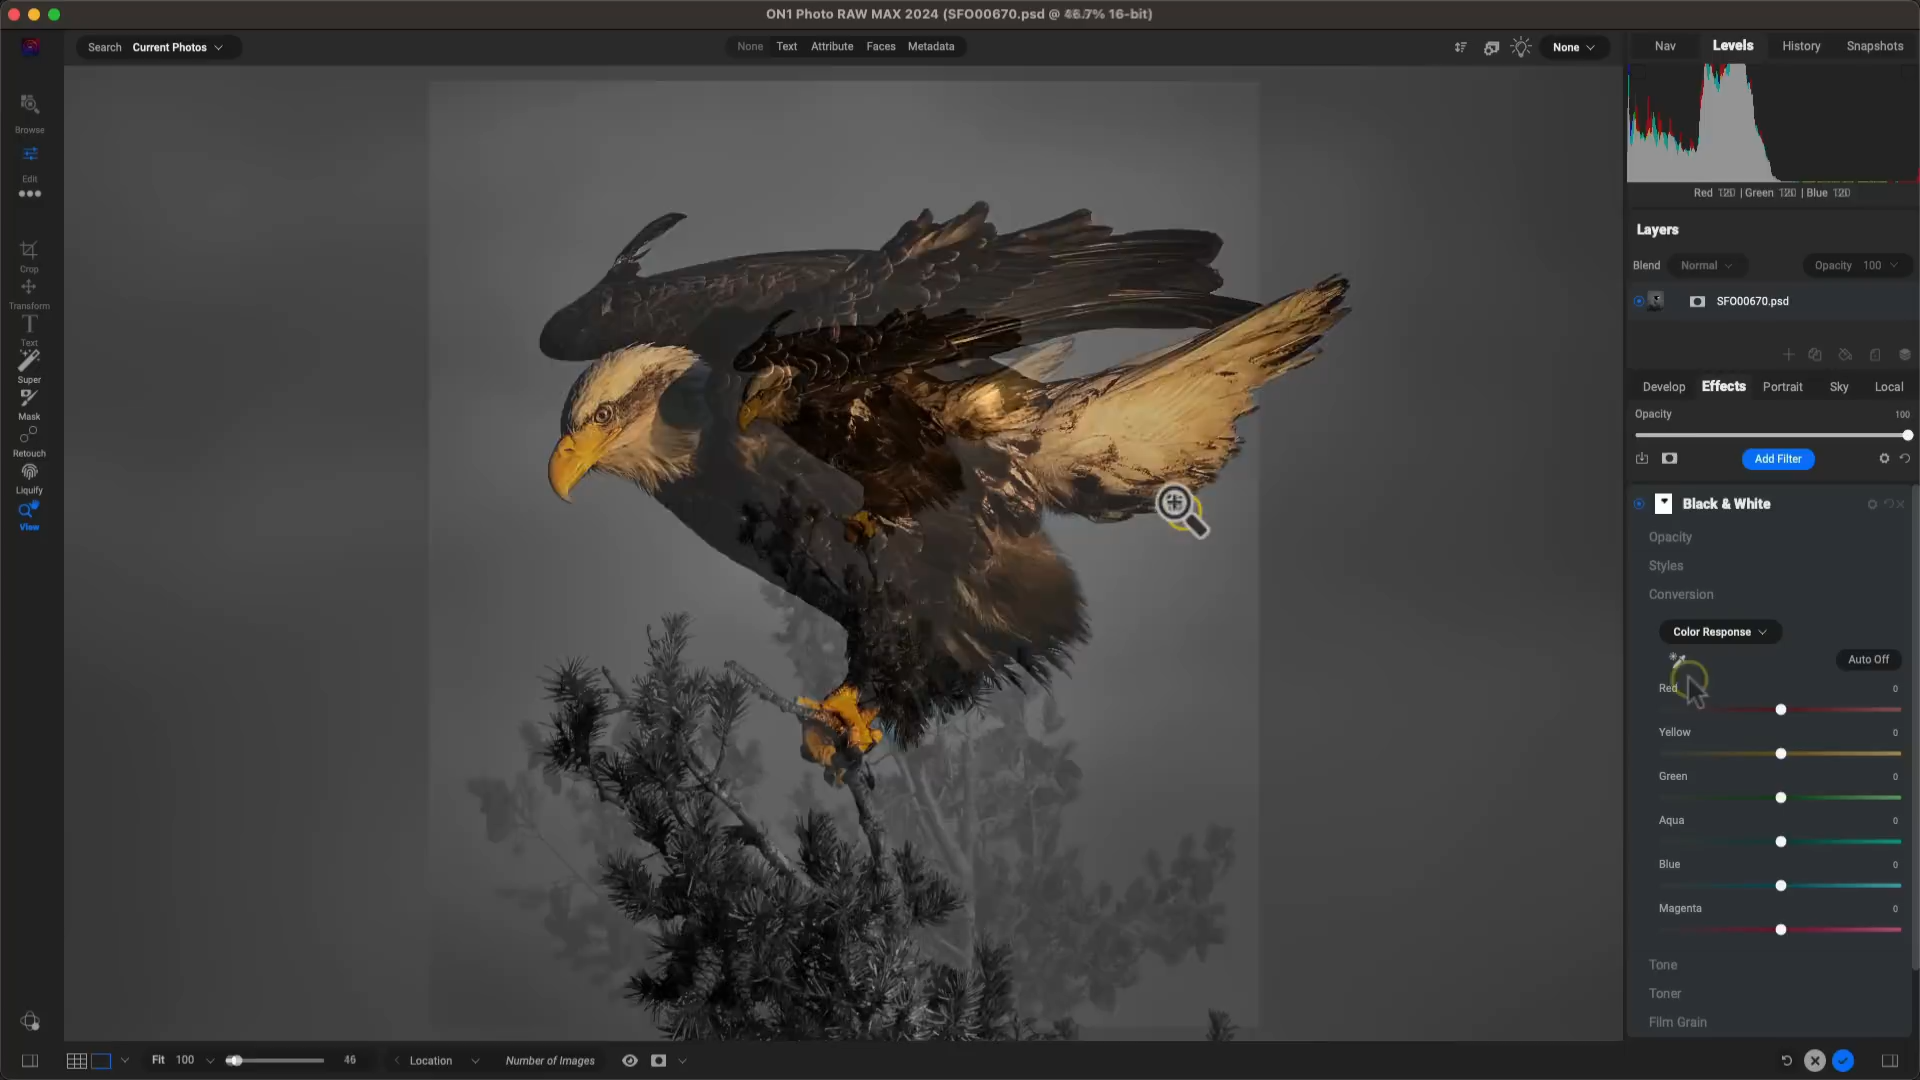 ON1 Photo RAW MAX 2024 (SFO00670.psd @ 16-bit)
Search Current Photos
None Text Attribute Faces Metadata
None
Nav Levels History Snapshots
Browse
Edit
Crop
Transform
Text
Super
Mask
Retouch
Liquify
View
Red 120 | Green 120 | Blue 120
Layers
Blend Normal Opacity 100
SFO00670.psd
Develop Effects Portrait Sky Local
Opacity 100
Add Filter
Black & White
Opacity
Styles
Conversion
Color Response
Auto Off
Red 0
Yellow 0
Green 0
Aqua 0
Blue 0
Magenta 0
Tone
Toner
Film Grain
Fit 100 46 Location Number of Images